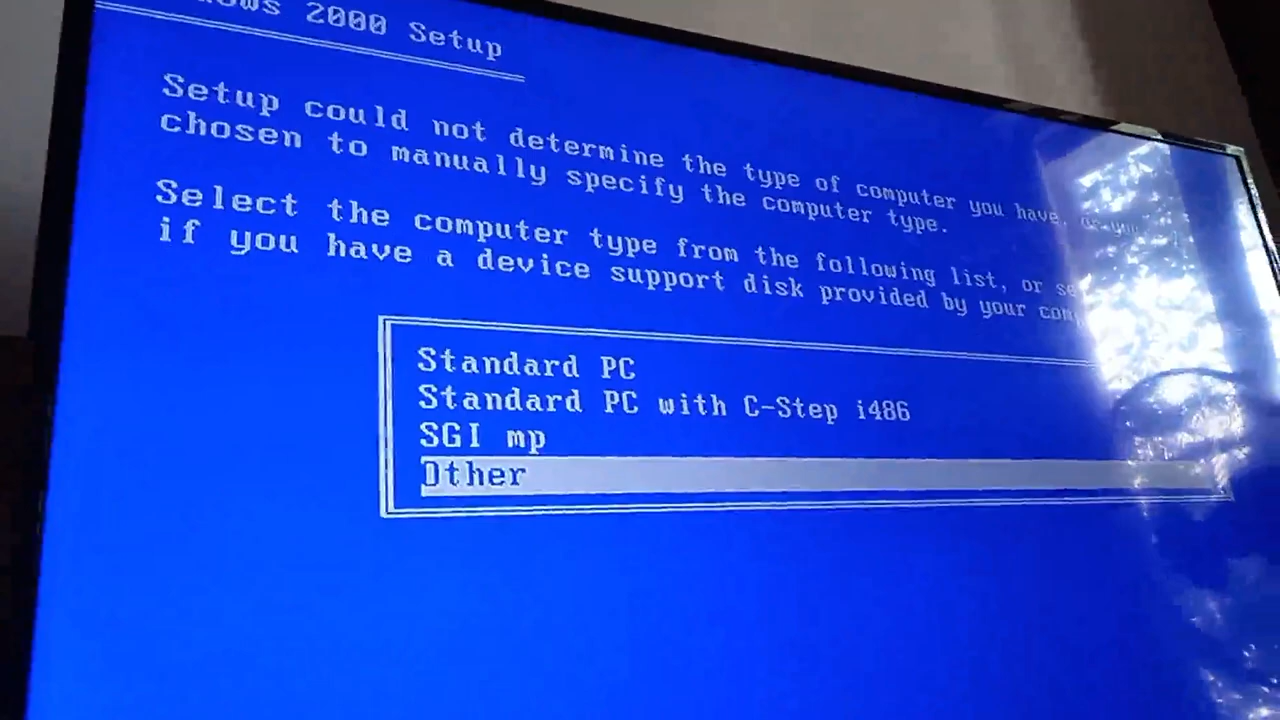 2000 Setup
Setup could not determine the type of computer you have, or you
chosen to manually specify the computer type.
Select the computer type from the following list, or
if you have a device support disk provided by your
Standard PC
Standard PC with C-Step i486
SGI mp
Other